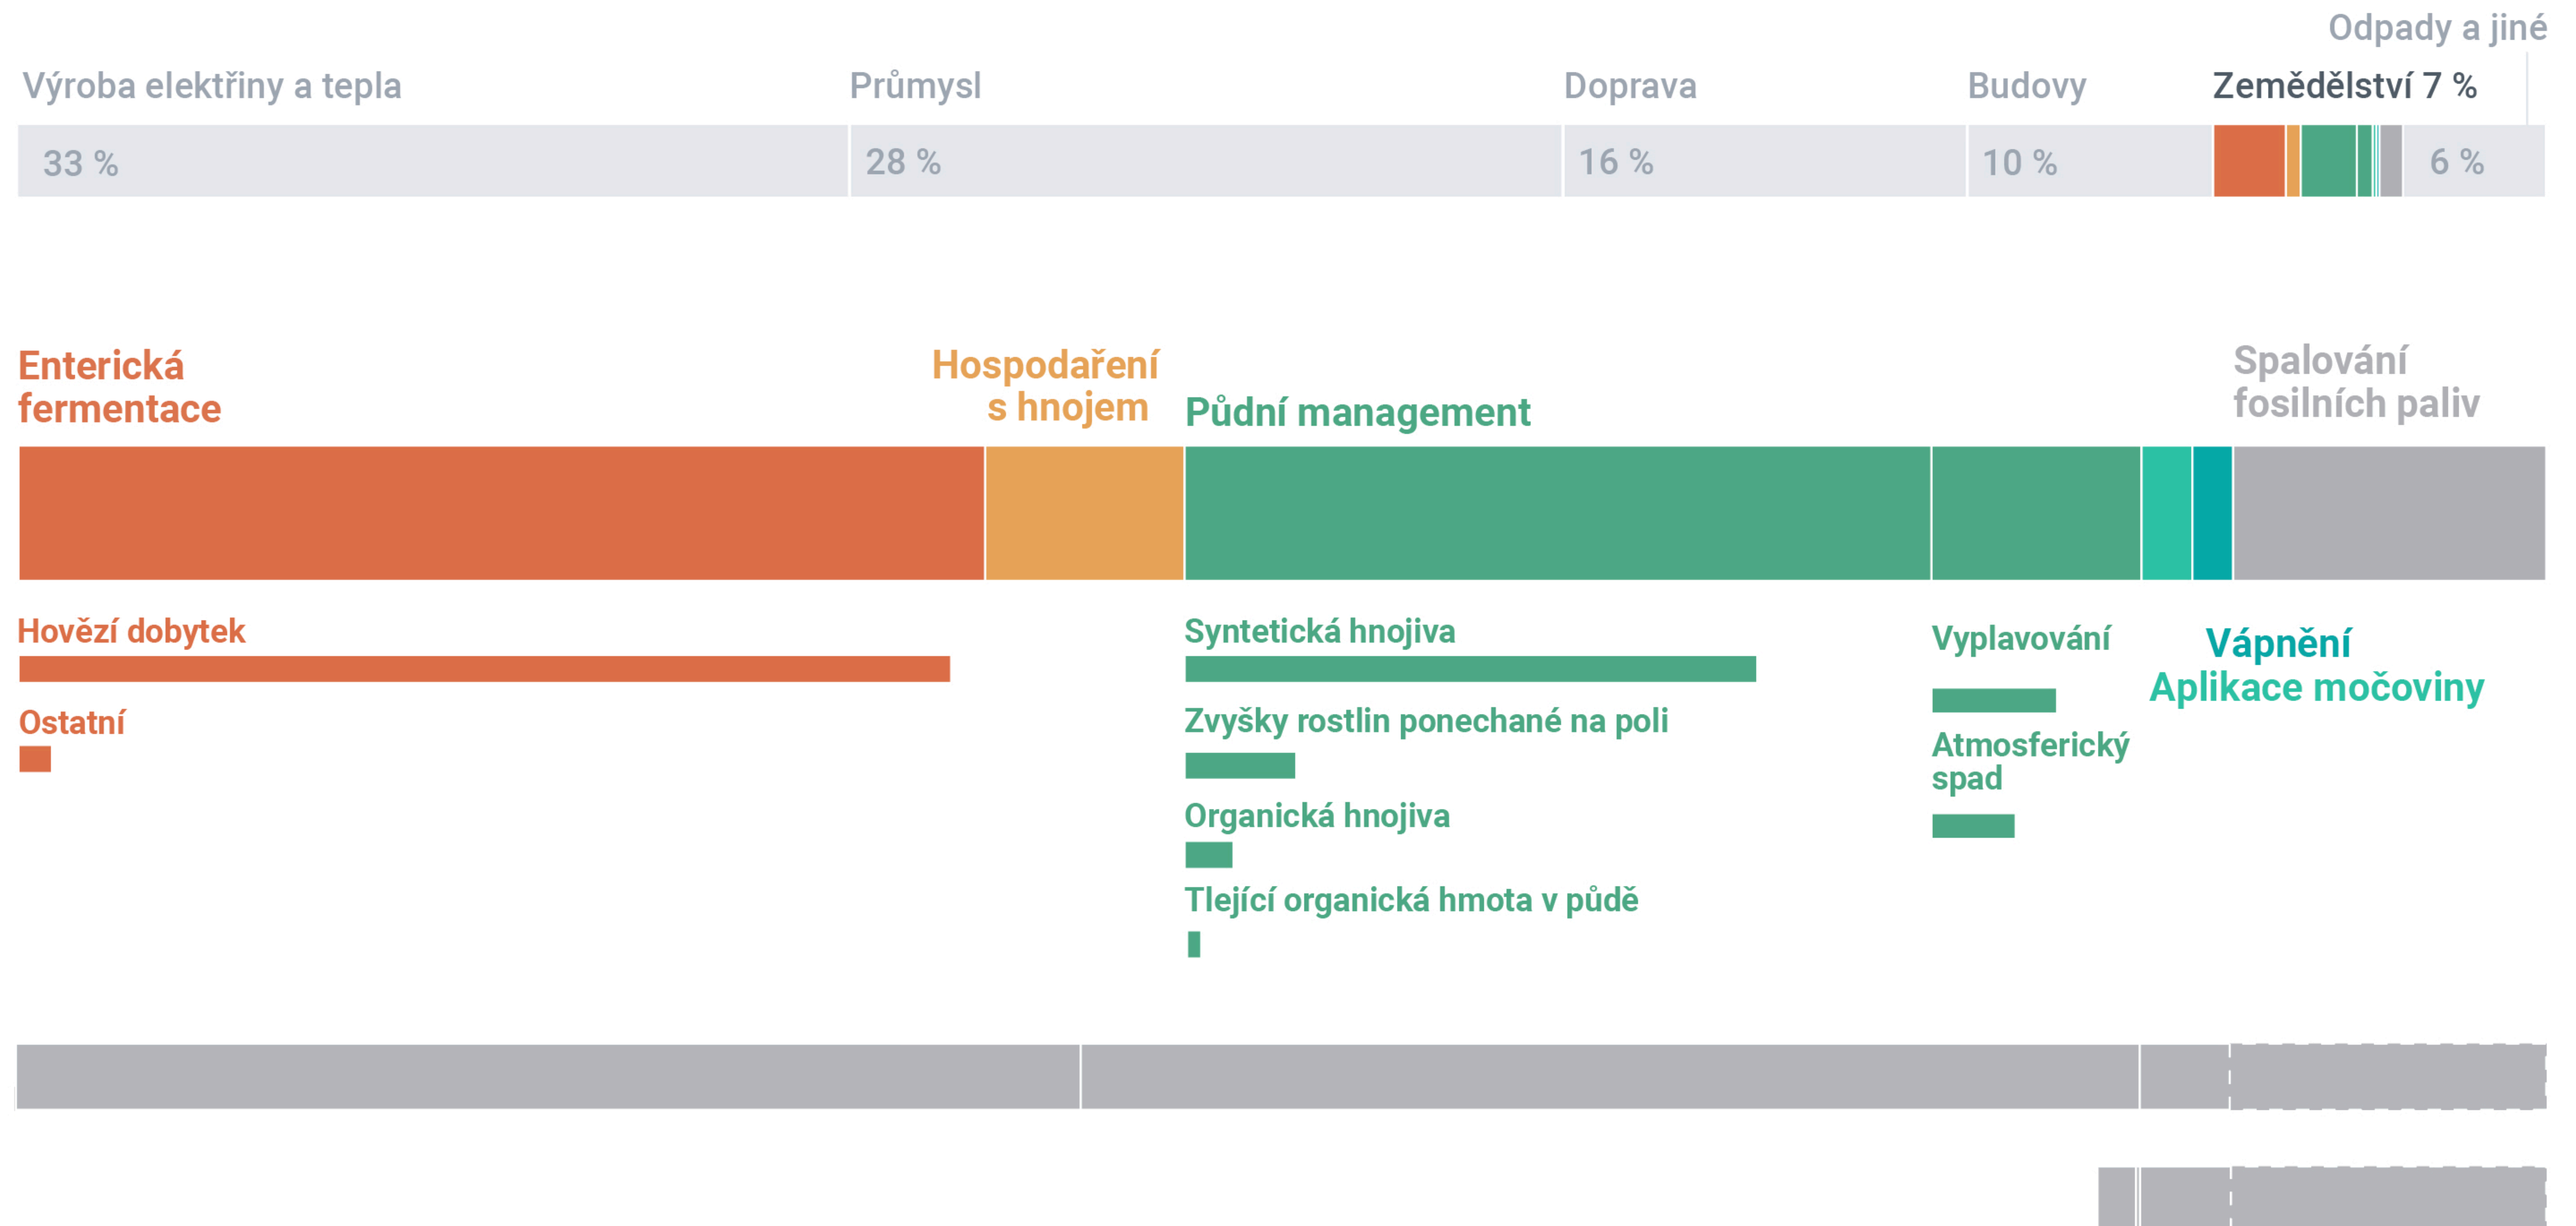 Odpady a jiné
Výroba elektřiny a tepla
Průmysl
Doprava
Budovy
Zemědělství 7 %
33 %
28 %
16 %
10 %
6 %
Enterická
fermentace
Hospodaření
s hnojem
Půdní management
Spalování
fosilních paliv
Hovězí dobytek
Ostatní
Syntetická hnojiva
Zvyšky rostlin ponechané na poli
Organická hnojiva
Tlející organická hmota v půdě
Vyplavování
Atmosferický
spad
Vápnění
Aplikace močoviny